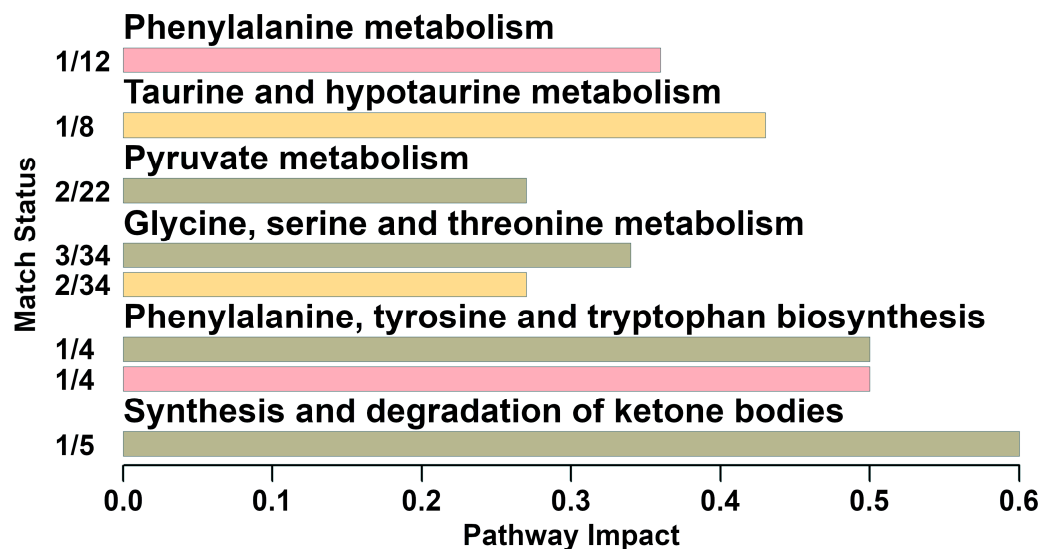 Phenylalanine metabolism
1/12
Taurine and hypotaurine metabolism
1/8
Pyruvate metabolism
2/22
Glycine, serine and threonine metabolism
3/34
2/34
Phenylalanine, tyrosine and tryptophan biosynthesis
1/4
1/4
Synthesis and degradation of ketone bodies
1/5
Match Status
0.0 0.1 0.2 0.3 0.4 0.5 0.6
Pathway Impact